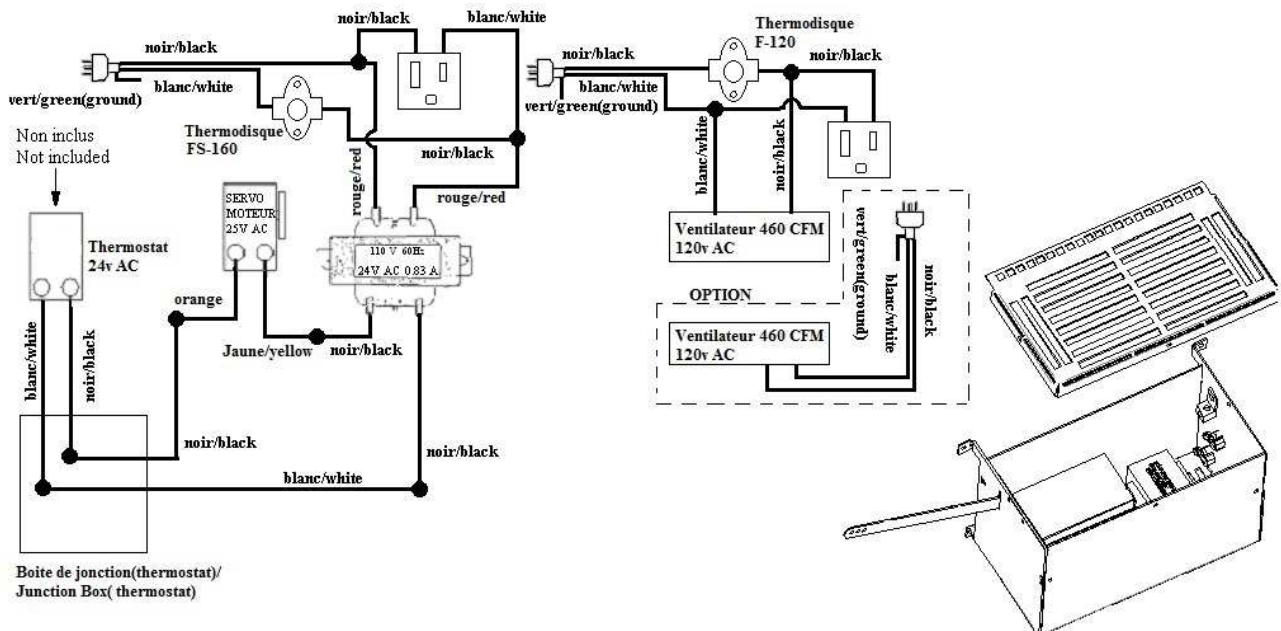 noir/black
blanc/white
noir/black
blanc/white
vert/green(ground)
Thermodisque
FS-160
noir/black
rouge/red
rouge/red
Non inclus
Not included
Thermostat
24v AC
SERVO
MOTEUR
25V AC
110 V 60Hz
24V AC 0.83 A
orange
Jaune/yellow
noir/black
blanc/white
noir/black
noir/black
blanc/white
noir/black
Boite de jonction(thermostat)/
Junction Box( thermostat)
Thermodisque
F-120
noir/black
noir/black
blanc/white
vert/green(ground)
blanc/white
noir/black
Ventilateur 460 CFM
120v AC
OPTION
Ventilateur 460 CFM
120v AC
vert/green(ground)
blanc/white
noir/black